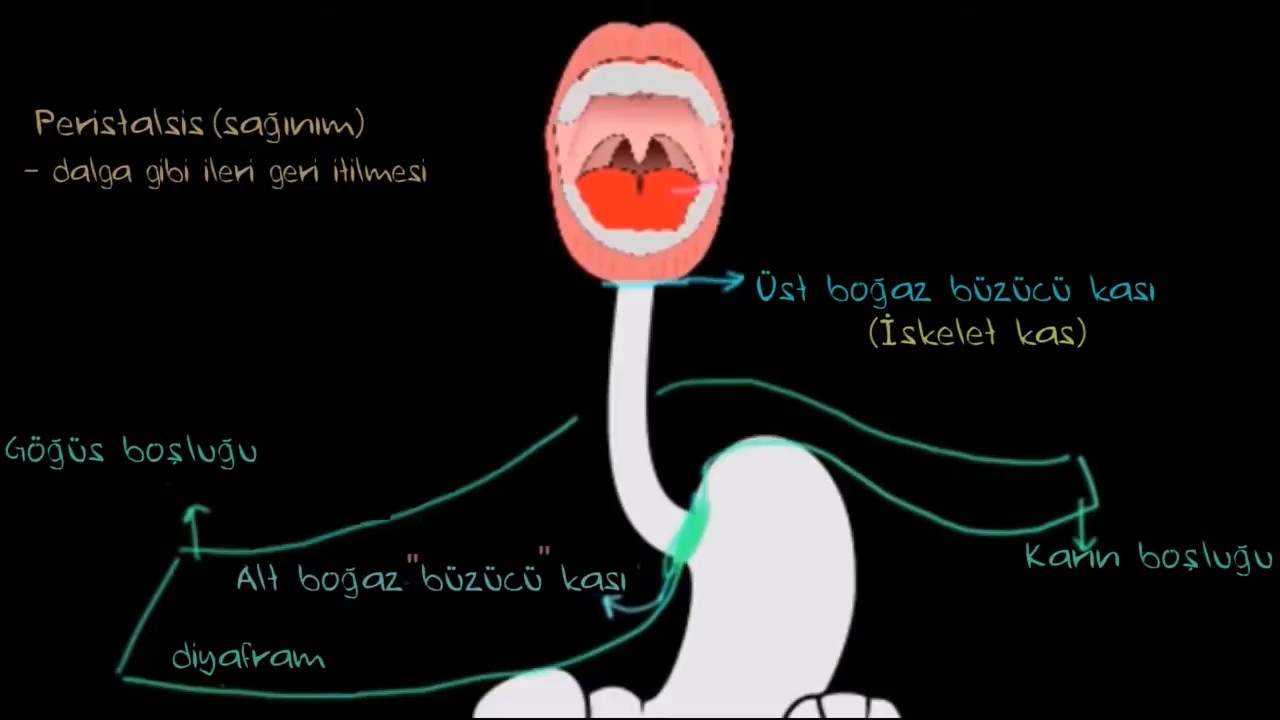 Peristalsis (sağınım)
- dalga gibi ileri geri itilmesi
Üst boğaz büzücü kası
(İskelet kas)
Göğüs boşluğu
Karın boşluğu
Alt boğaz "büzücü" kası
diyafram